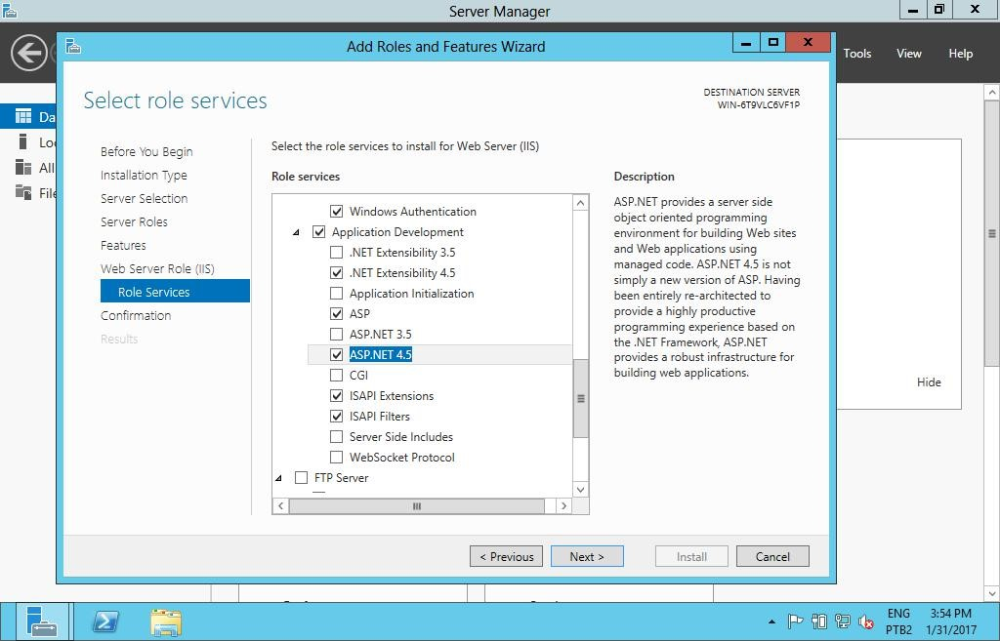 Server Manager
Add Roles and Features Wizard
Tools
View
Help
Select role services
DESTINATION SERVER
WIN-6T9VLC6VF1P
Before You Begin
Installation Type
Server Selection
Server Roles
Features
Web Server Role (IIS)
Role Services
Confirmation
Results
Select the role services to install for Web Server (IIS)
Role services
Windows Authentication
Application Development
.NET Extensibility 3.5
.NET Extensibility 4.5
Application Initialization
ASP
ASP.NET 3.5
ASP.NET 4.5
CGI
ISAPI Extensions
ISAPI Filters
Server Side Includes
WebSocket Protocol
FTP Server
Description
ASP.NET provides a server side
object oriented programming
environment for building Web sites
and Web applications using
managed code. ASP.NET 4.5 is not
simply a new version of ASP. Having
been entirely re-architected to
provide a highly productive
programming experience based on
the .NET Framework, ASP.NET
provides a robust infrastructure for
building web applications.
Hide
< Previous
Next >
Install
Cancel
ENG
PTB2
3:54 PM
1/31/2017